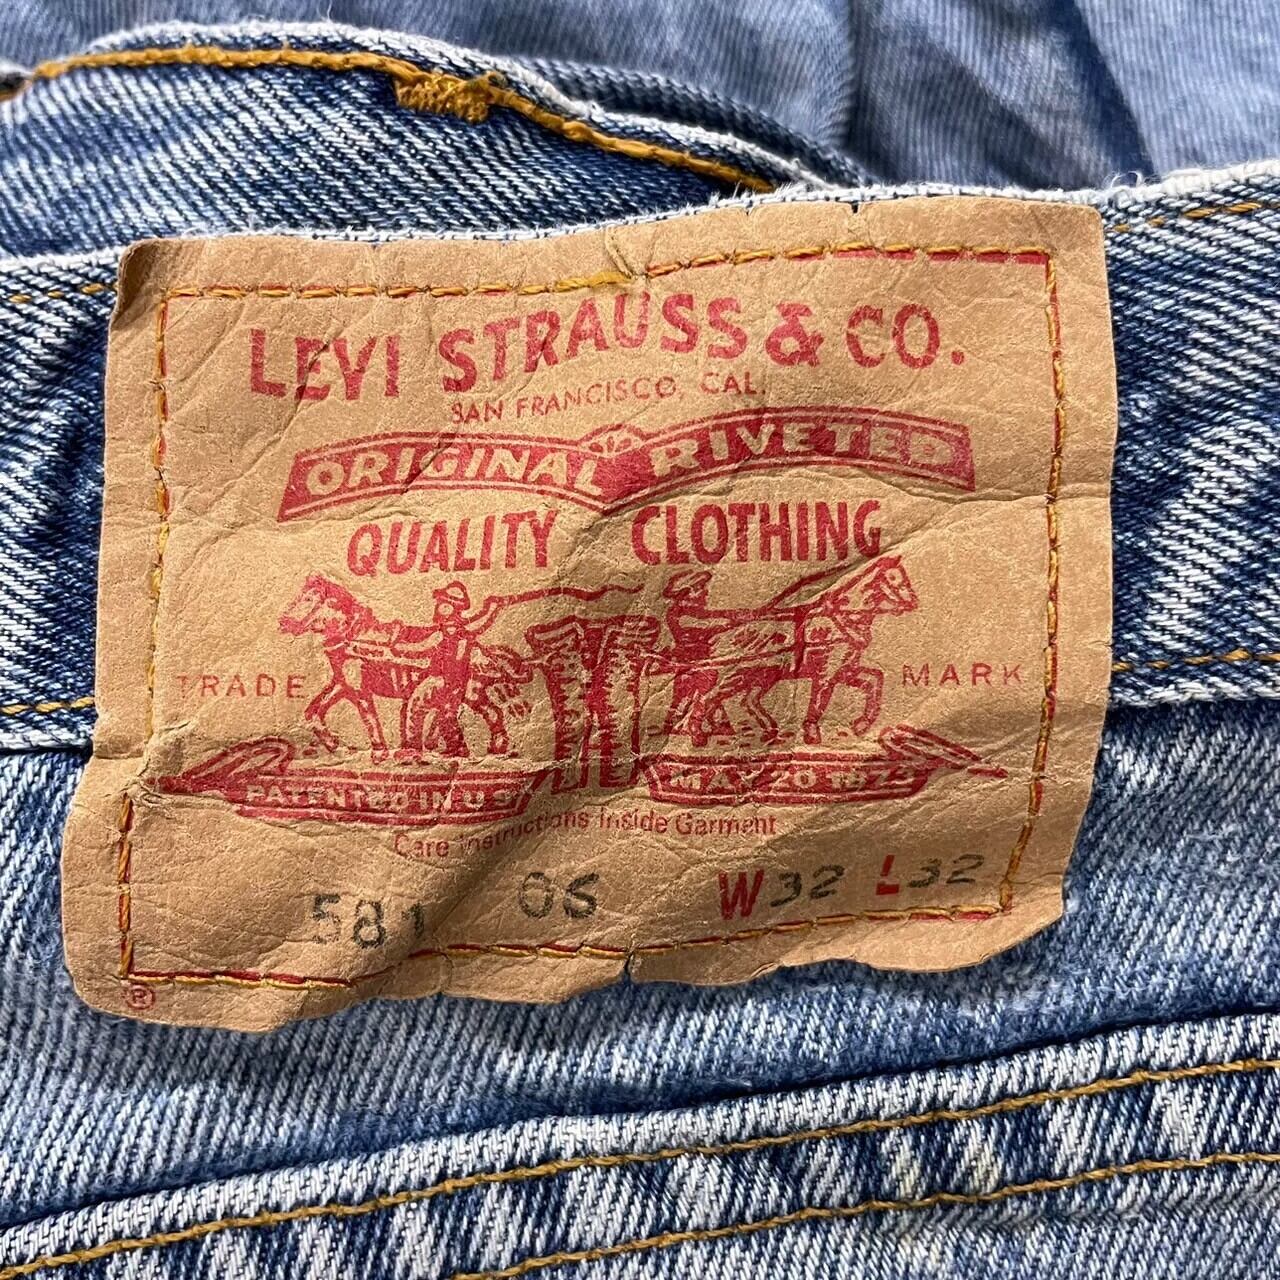 LEVI STRAUSS & CO.
SAN FRANCISCO, CAL.
ORIGINAL RIVETED
QUALITY CLOTHING
TRADE MARK
PATENTED IN U S MAY 20 1873
Care Instructions Inside Garment
581 06 W32 L32
®